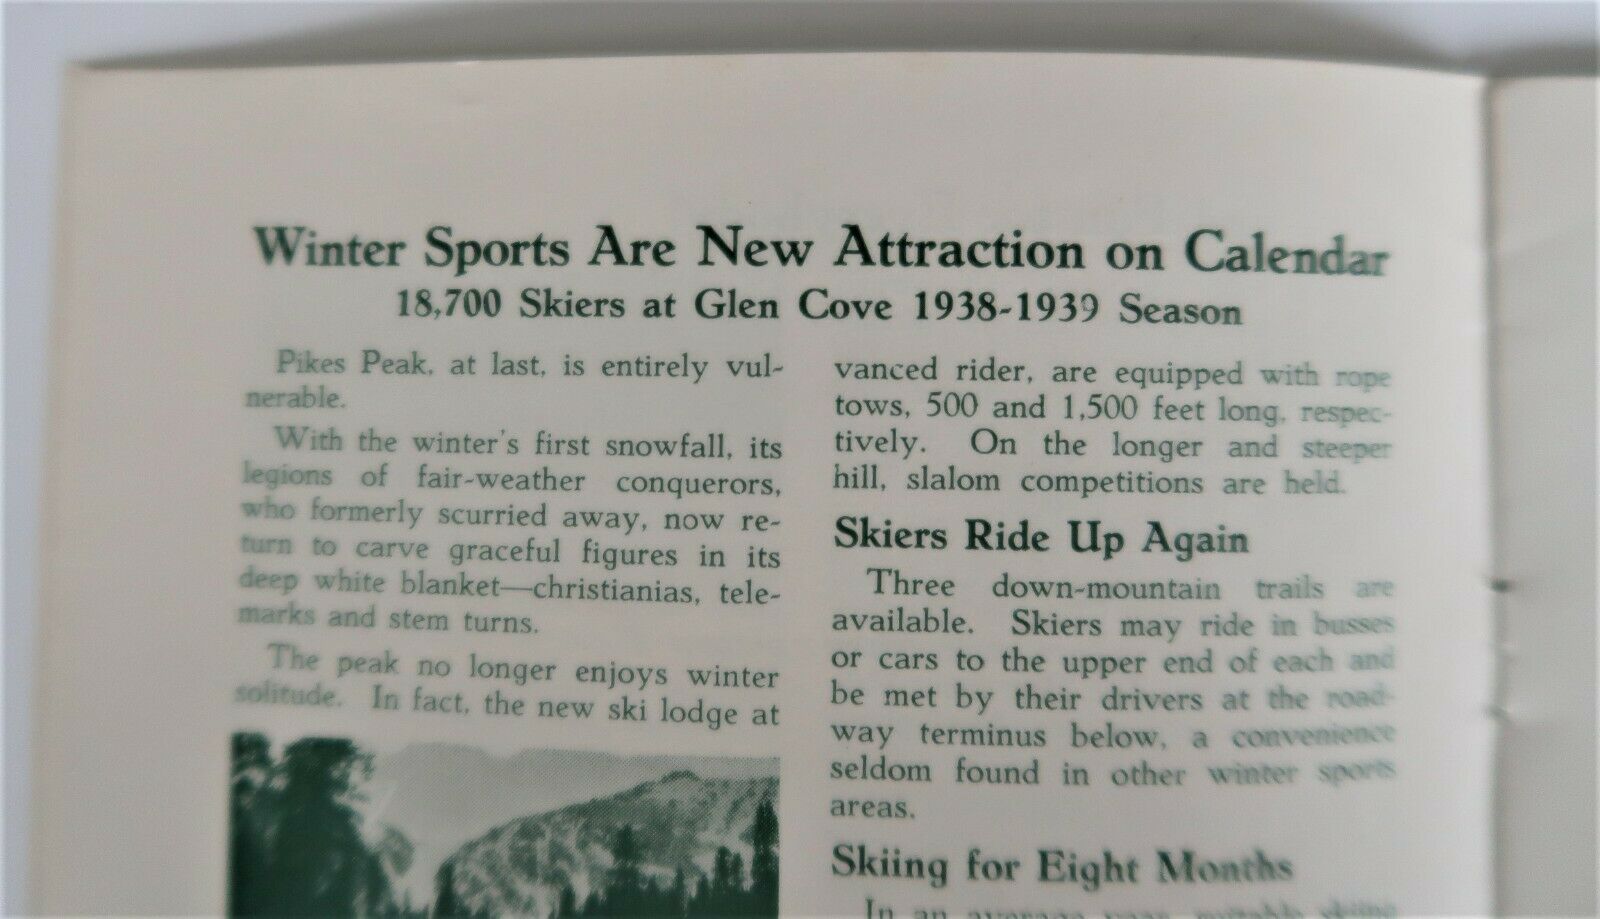 Winter Sports Are New Attraction on Calendar
18,700 Skiers at Glen Cove 1938-1939 Season
Pikes Peak, at last, is entirely vul-
nerable.
With the winter's first snowfall, its
legions of fair-weather conquerors,
who formerly scurried away, now re-
turn to carve graceful figures in its
deep white blanket—christianias, tele-
marks and stem turns.
The peak no longer enjoys winter
solitude. In fact, the new ski lodge at
vanced rider, are equipped with rope
tows, 500 and 1,500 feet long, respec-
tively. On the longer and steeper
hill, slalom competitions are held.
Skiers Ride Up Again
Three down-mountain trails are
available. Skiers may ride in busses
or cars to the upper end of each and
be met by their drivers at the road-
way terminus below, a convenience
seldom found in other winter sports
areas.
Skiing for Eight Months
In an average year, suitable skiing